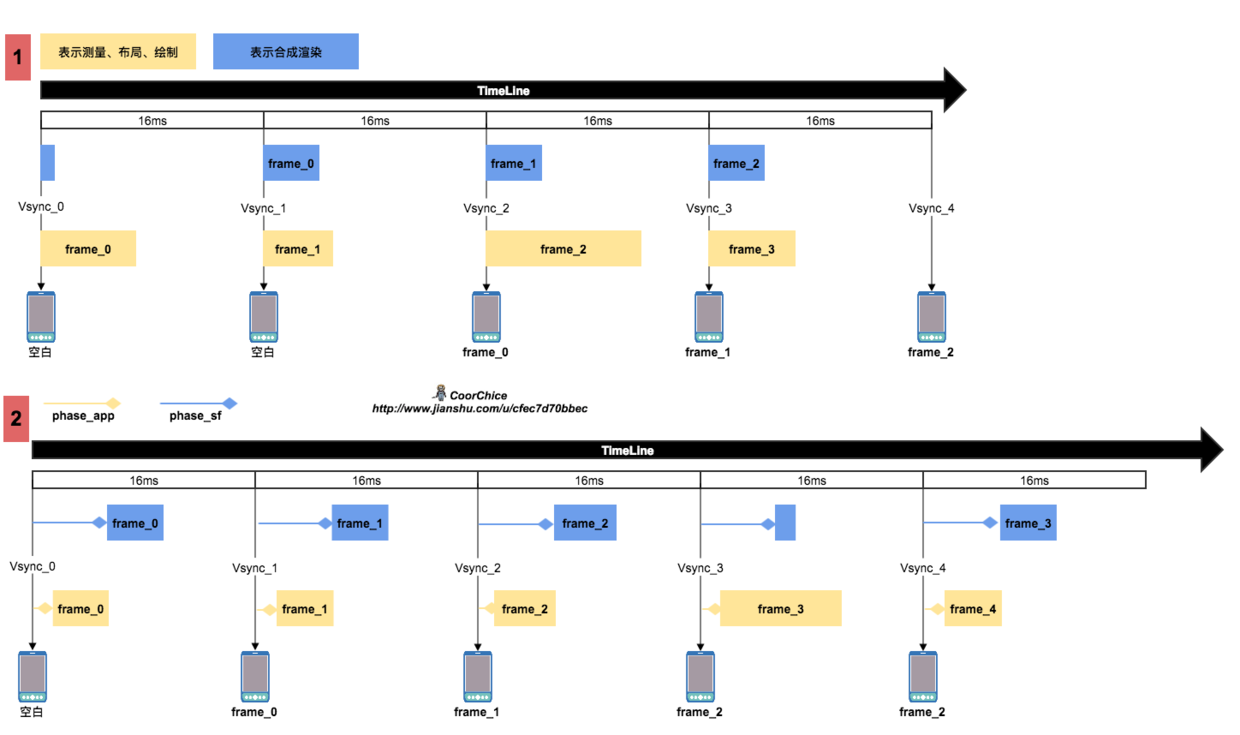 1
表示测量、布局、绘制
表示合成渲染
TimeLine
16ms 16ms 16ms 16ms
frame_0 frame_1 frame_2
Vsync_0 Vsync_1 Vsync_2 Vsync_3 Vsync_4
frame_0 frame_1 frame_2 frame_3
空白 空白 frame_0 frame_1 frame_2
2
phase_app phase_sf
CoorChice
http://www.jianshu.com/u/cfec7d70bbec
TimeLine
16ms 16ms 16ms 16ms 16ms
frame_0 frame_1 frame_2 frame_3
Vsync_0 Vsync_1 Vsync_2 Vsync_3 Vsync_4
frame_0 frame_1 frame_2 frame_3 frame_4
空白 frame_0 frame_1 frame_2 frame_2